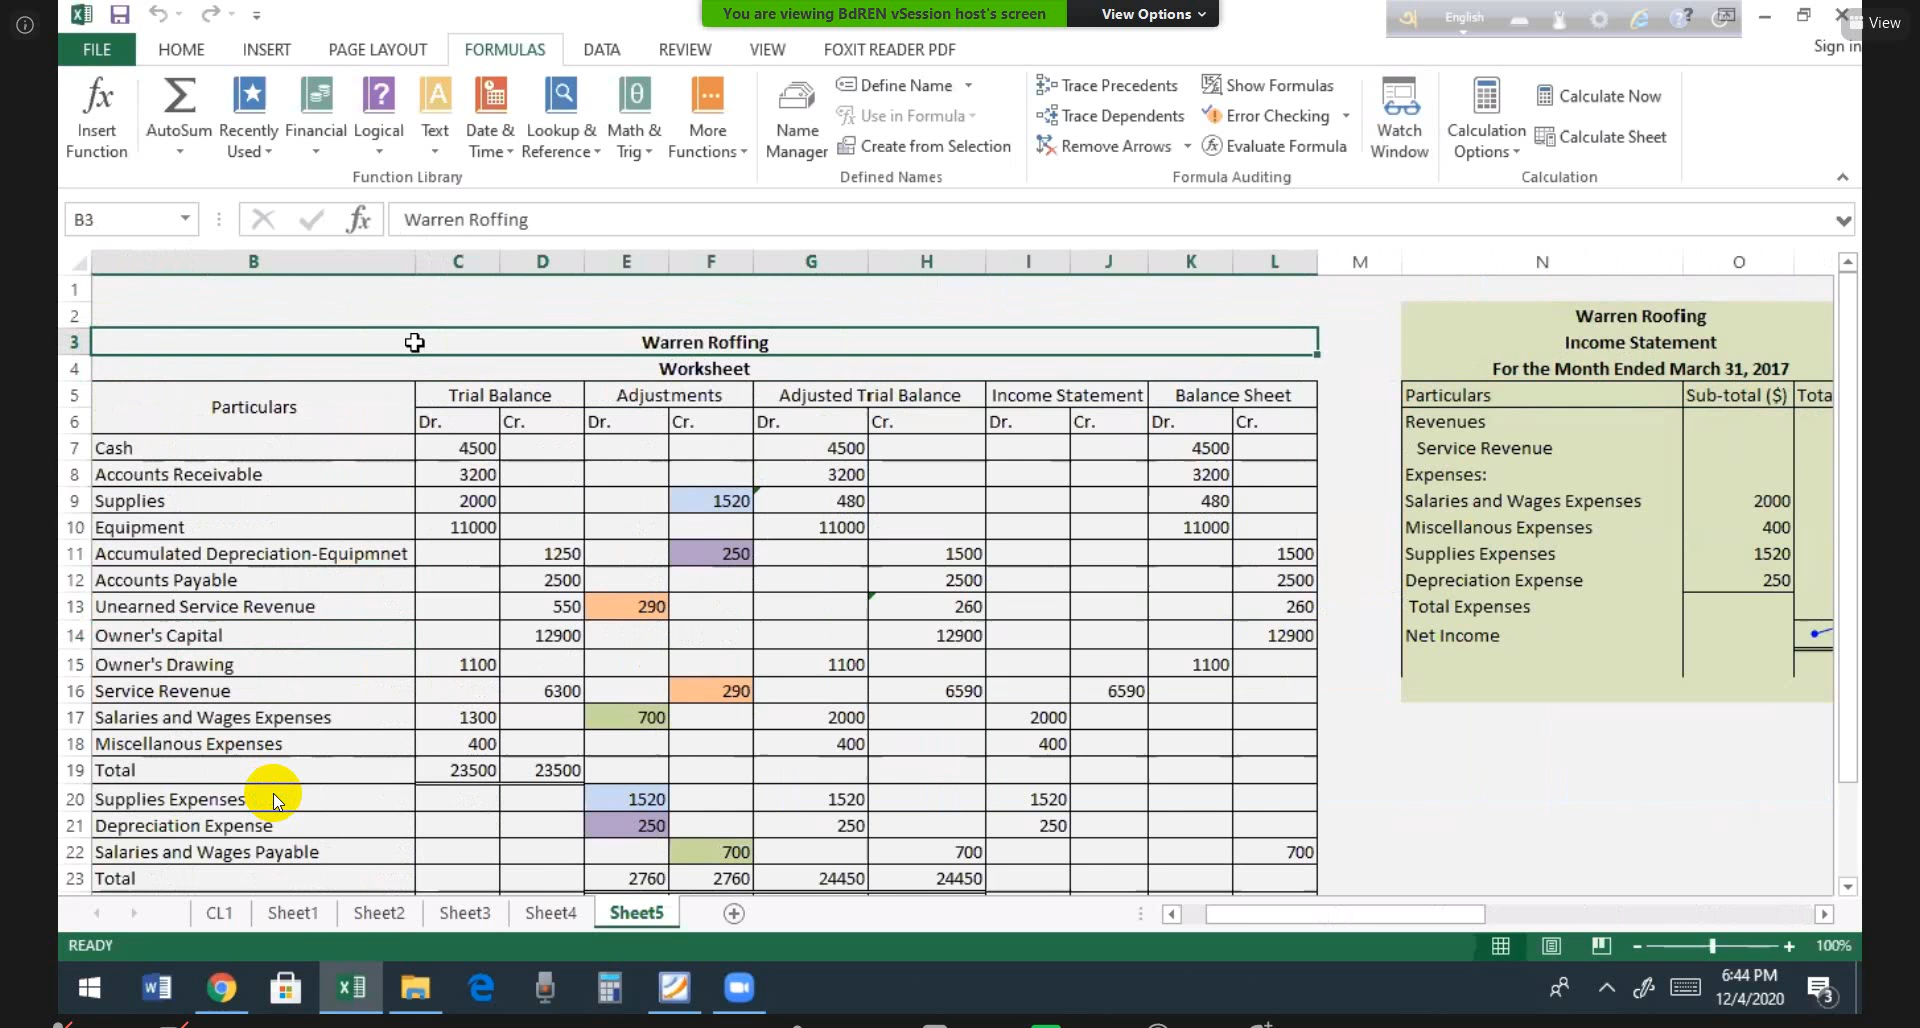 You are viewing BdREN vSession host's screen
View Options
English
View
FILE HOME INSERT PAGE LAYOUT FORMULAS DATA REVIEW VIEW FOXIT READER PDF
Sign in
fx Insert Function
AutoSum
Recently Used
Financial
Logical
Text
Date & Time
Lookup & Reference
Math & Trig
More Functions
Name Manager
Define Name
Use in Formula
Create from Selection
Trace Precedents
Trace Dependents
Remove Arrows
Show Formulas
Error Checking
Evaluate Formula
Watch Window
Calculation Options
Calculate Now
Calculate Sheet
Function Library
Defined Names
Formula Auditing
Calculation
B3 fx Warren Roffing
B C D E F G H I J K L M N O
1
2 Warren Roofing
3 Warren Roffing Income Statement
4 Worksheet For the Month Ended March 31, 2017
5 Particulars Trial Balance Adjustments Adjusted Trial Balance Income Statement Balance Sheet Particulars Sub-total ($) Tota
6 Dr. Cr. Dr. Cr. Dr. Cr. Dr. Cr. Dr. Cr. Revenues
7 Cash 4500 4500 4500 Service Revenue
8 Accounts Receivable 3200 3200 3200 Expenses:
9 Supplies 2000 1520 480 480 Salaries and Wages Expenses 2000
10 Equipment 11000 11000 11000 Miscellanous Expenses 400
11 Accumulated Depreciation-Equipmnet 1250 250 1500 1500 Supplies Expenses 1520
12 Accounts Payable 2500 2500 2500 Depreciation Expense 250
13 Unearned Service Revenue 550 290 260 260 Total Expenses
14 Owner's Capital 12900 12900 12900 Net Income
15 Owner's Drawing 1100 1100 1100
16 Service Revenue 6300 290 6590 6590
17 Salaries and Wages Expenses 1300 700 2000 2000
18 Miscellanous Expenses 400 400 400
19 Total 23500 23500
20 Supplies Expenses 1520 1520 1520
21 Depreciation Expense 250 250 250
22 Salaries and Wages Payable 700 700 700
23 Total 2760 2760 24450 24450
CL1 Sheet1 Sheet2 Sheet3 Sheet4 Sheet5
READY 100%
6:44 PM
12/4/2020
3